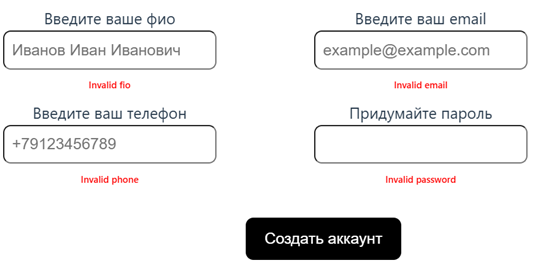 Введите ваше фио
Введите ваш email
Иванов Иван Иванович
example@example.com
Invalid fio
Invalid email
Введите ваш телефон
Придумайте пароль
+79123456789
Invalid phone
Invalid password
Создать аккаунт